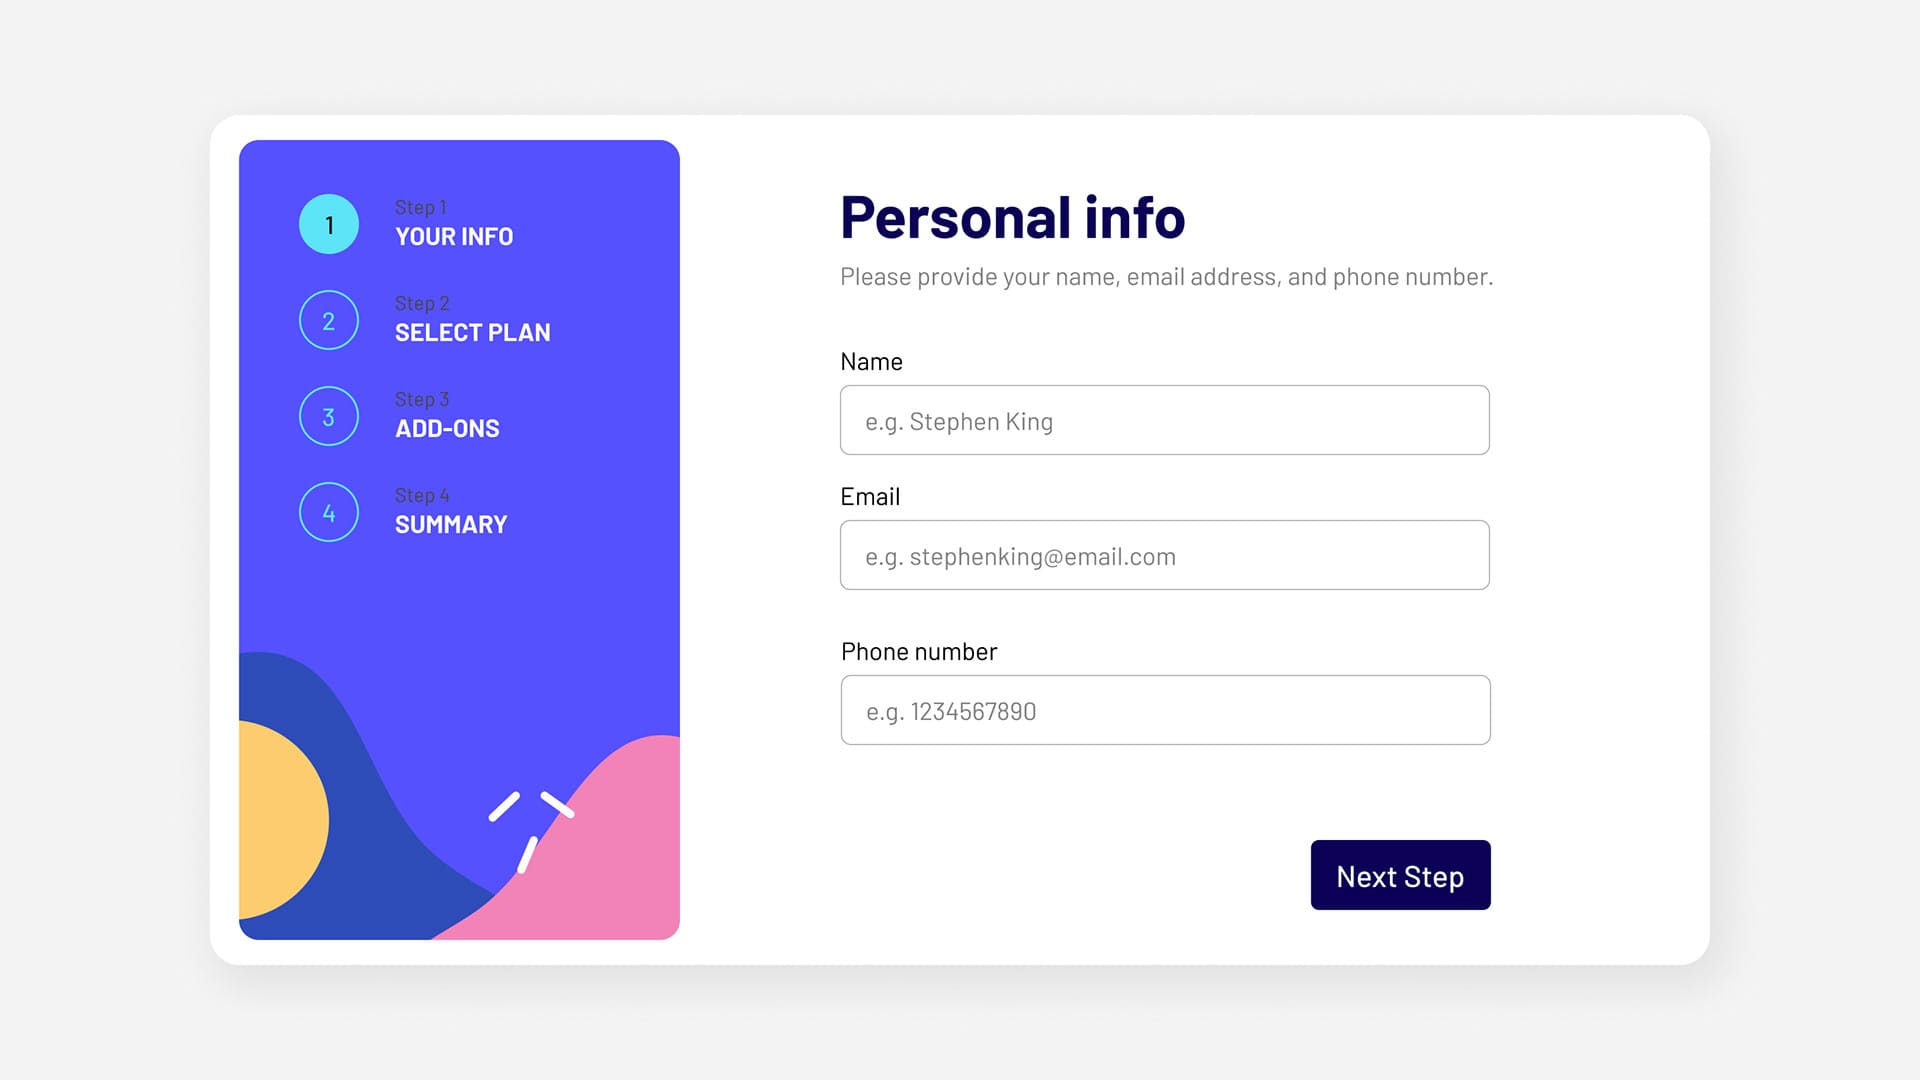 1
Step 1
YOUR INFO
2
Step 2
SELECT PLAN
3
Step 3
ADD-ONS
4
Step 4
SUMMARY
Personal info
Please provide your name, email address, and phone number.
Name
e.g. Stephen King
Email
e.g. stephenking@email.com
Phone number
e.g. 1234567890
Next Step